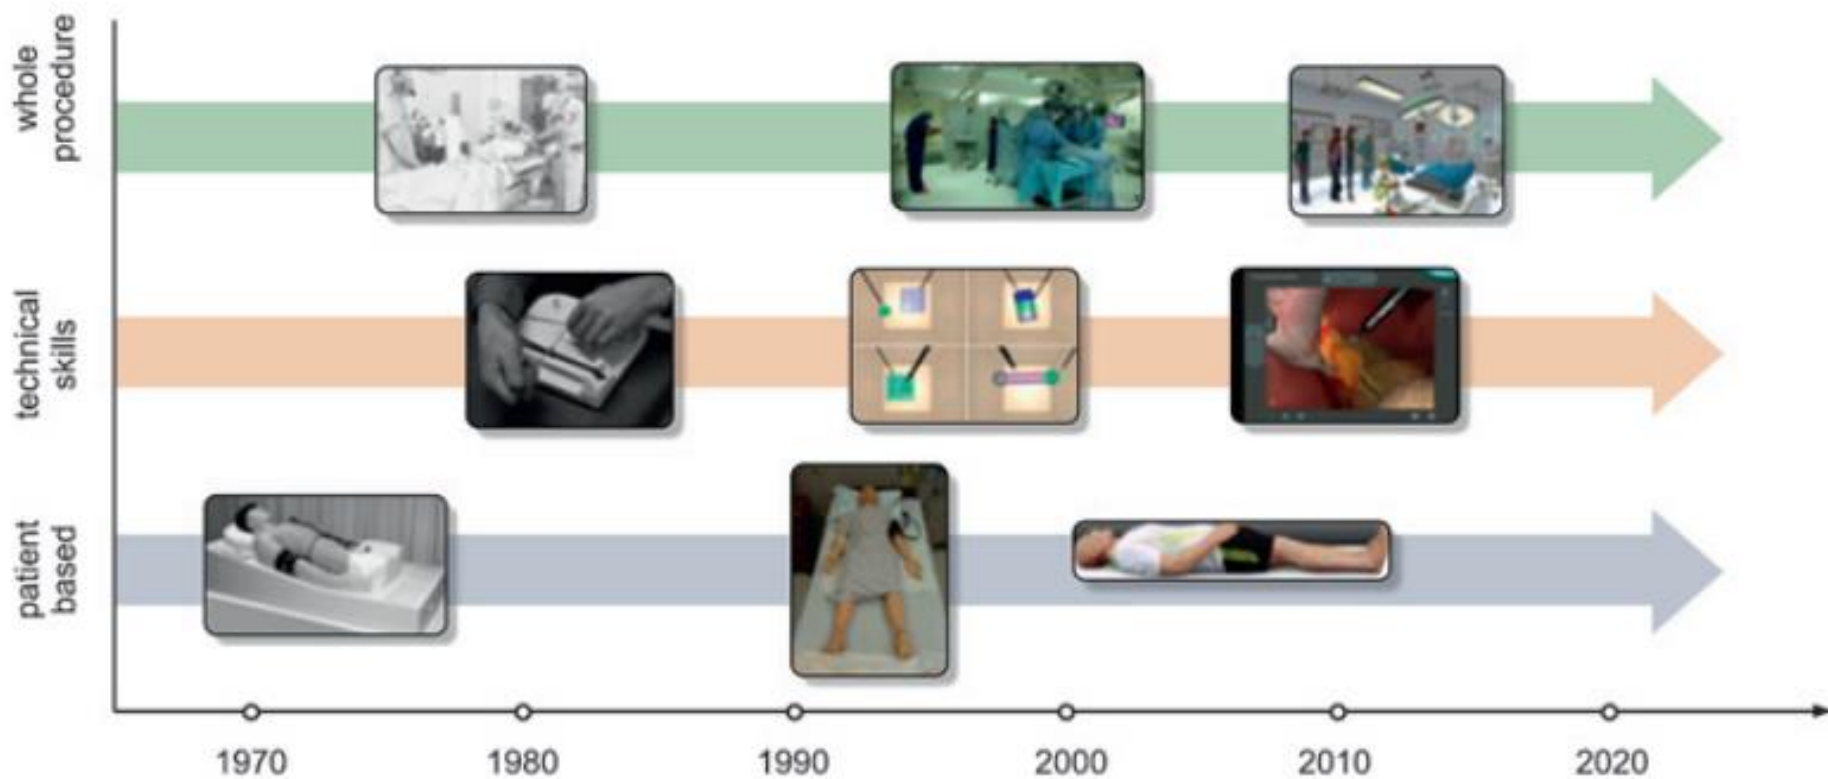 whole
procedure
technical
skills
patient
based
1970
1980
1990
2000
2010
2020